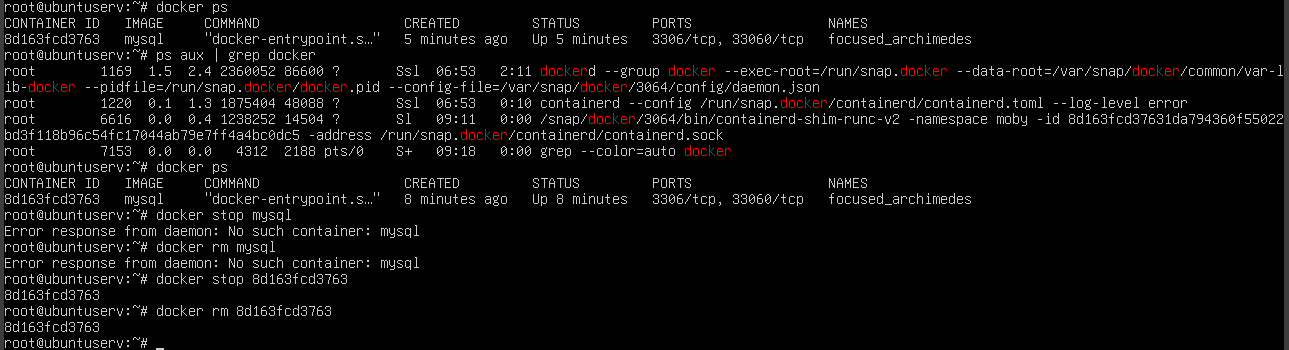 root@ubuntuserv:~# docker ps
CONTAINER ID   IMAGE     COMMAND                  CREATED         STATUS         PORTS                 NAMES
8d163fcd3763   mysql     "docker-entrypoint.s…"   5 minutes ago   Up 5 minutes   3306/tcp, 33060/tcp   focused_archimedes
root@ubuntuserv:~# ps aux | grep docker
root        1169  1.5  2.4 2360052 86600 ?       Ssl  06:53   2:11 dockerd --group docker --exec-root=/run/snap.docker --data-root=/var/snap/docker/common/var-l
ib-docker --pidfile=/run/snap.docker/docker.pid --config-file=/var/snap/docker/3064/config/daemon.json
root        1220  0.1  1.3 1875404 48088 ?       Ssl  06:53   0:10 containerd --config /run/snap.docker/containerd/containerd.toml --log-level error
root        6616  0.0  0.4 1238252 14504 ?       Sl   09:11   0:00 /snap/docker/3064/bin/containerd-shim-runc-v2 -namespace moby -id 8d163fcd37631da794360f55022
bd3f118b96c54fc17044ab79e7ff4a4bc0dc5 -address /run/snap.docker/containerd/containerd.sock
root        7153  0.0  0.0   4312  2188 pts/0    S+   09:18   0:00 grep --color=auto docker
root@ubuntuserv:~# docker ps
CONTAINER ID   IMAGE     COMMAND                  CREATED         STATUS         PORTS                 NAMES
8d163fcd3763   mysql     "docker-entrypoint.s…"   8 minutes ago   Up 8 minutes   3306/tcp, 33060/tcp   focused_archimedes
root@ubuntuserv:~# docker stop mysql
Error response from daemon: No such container: mysql
root@ubuntuserv:~# docker rm mysql
Error response from daemon: No such container: mysql
root@ubuntuserv:~# docker stop 8d163fcd3763
8d163fcd3763
root@ubuntuserv:~# docker rm 8d163fcd3763
8d163fcd3763
root@ubuntuserv:~# _